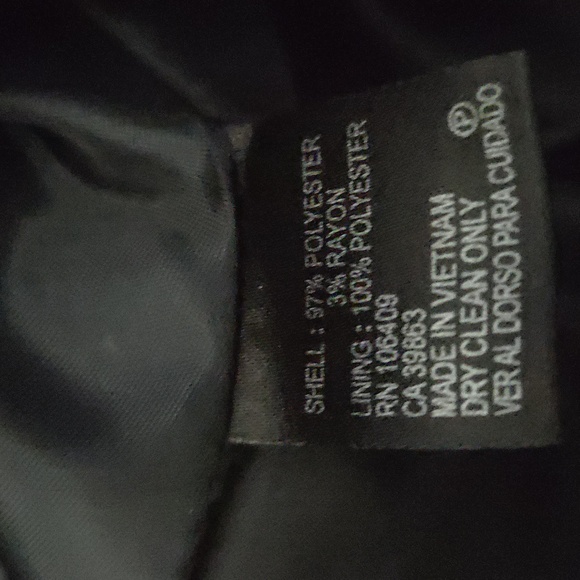 SHELL : 97% POLYESTER
3% RAYON
LINING : 100% POLYESTER
RN 106409
CA 39863
MADE IN VIETNAM
DRY CLEAN ONLY
VER AL DORSO PARA CUIDADO
P